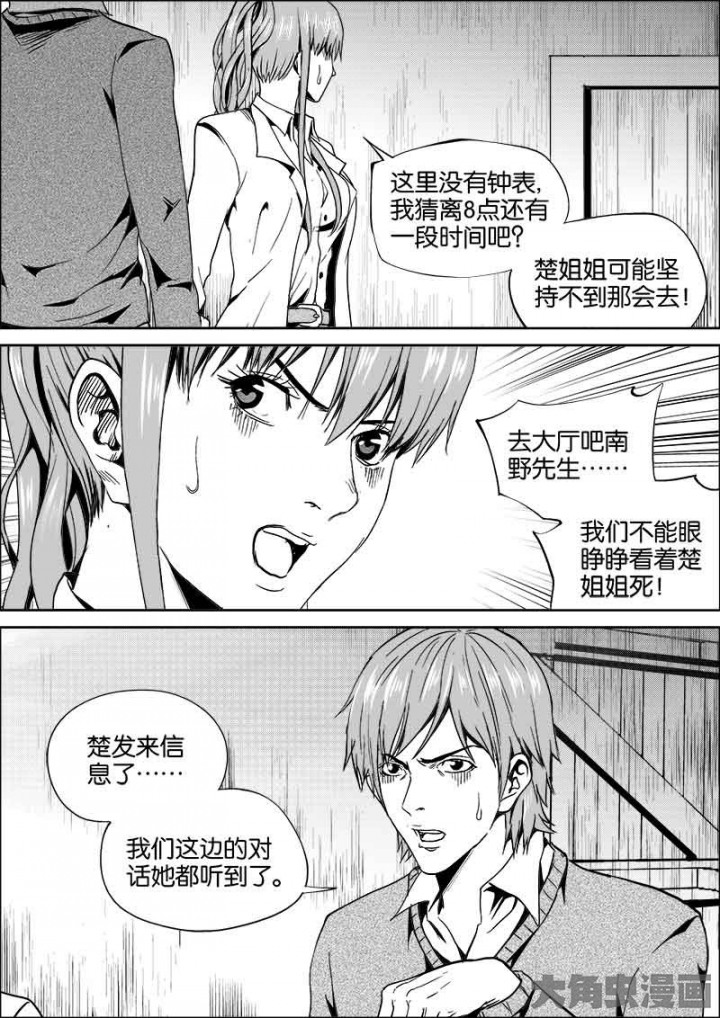 这里没有钟表，
我猜离8点还有
一段时间吧？
楚姐姐可能坚
持不到那会去！
去大厅吧南
野先生……
我们不能眼
睁睁看着楚
姐姐死！
楚发来信
息了……
我们这边的对
话她都听到了。
大角虫漫画